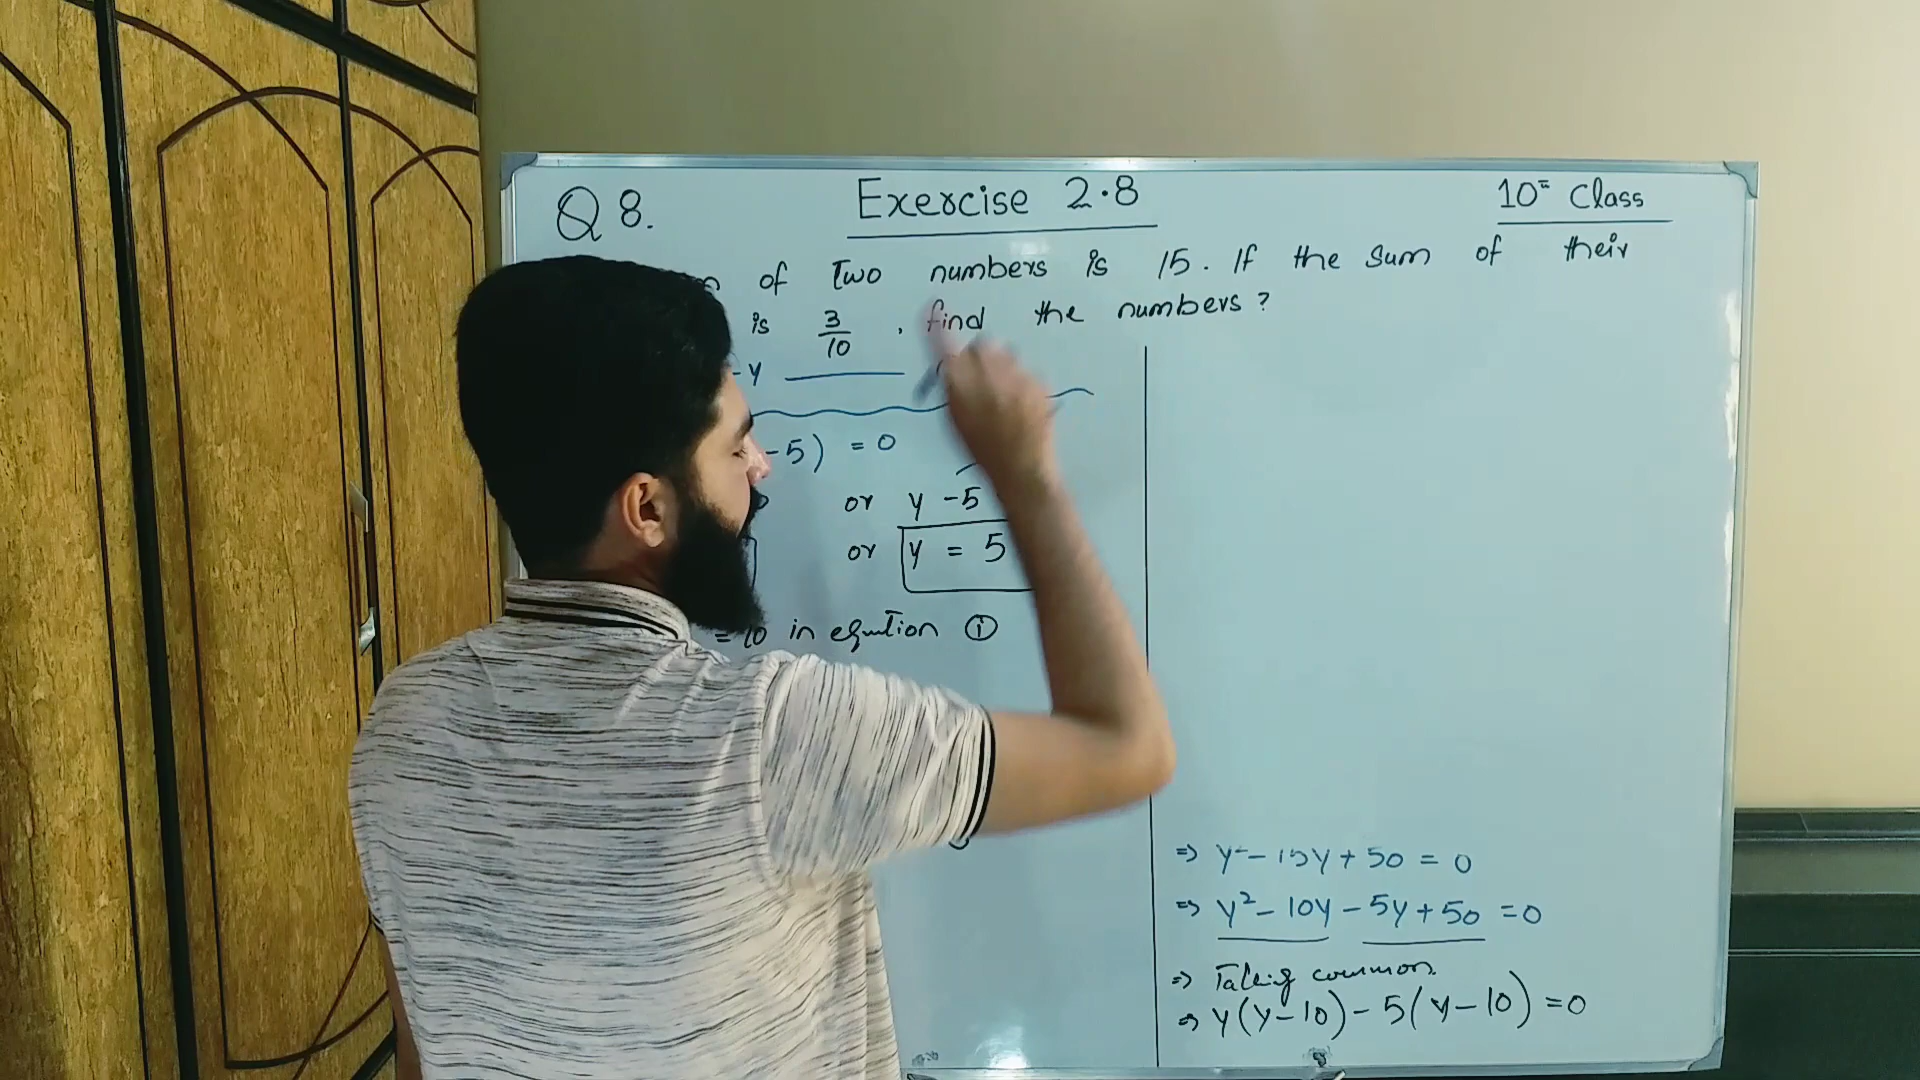 Q 8.
Exercise 2.8
10= Class
of Two numbers is 15. If the sum of their
is 3/10 , find the numbers?
-y
-5) = 0
or y -5
or y = 5
= 10 in eqution ①
=> y²- 15y + 50 = 0
=> y²- 10y - 5y + 50 = 0
=> Taking common.
=> y(y-10) - 5(y-10) = 0